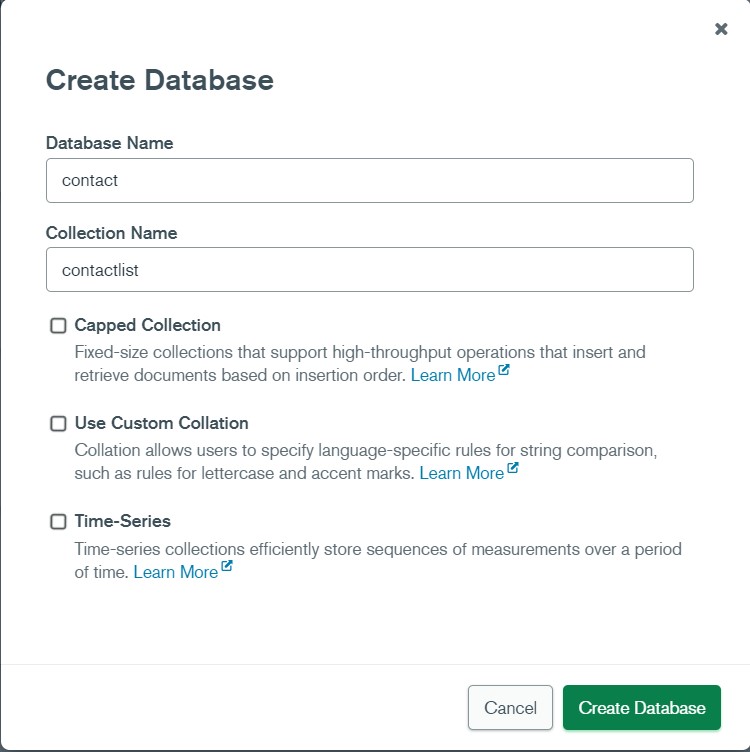 Create Database
Database Name
contact
Collection Name
contactlist
Capped Collection
Fixed-size collections that support high-throughput operations that insert and
retrieve documents based on insertion order. Learn More
Use Custom Collation
Collation allows users to specify language-specific rules for string comparison,
such as rules for lettercase and accent marks. Learn More
Time-Series
Time-series collections efficiently store sequences of measurements over a period
of time. Learn More
Cancel
Create Database